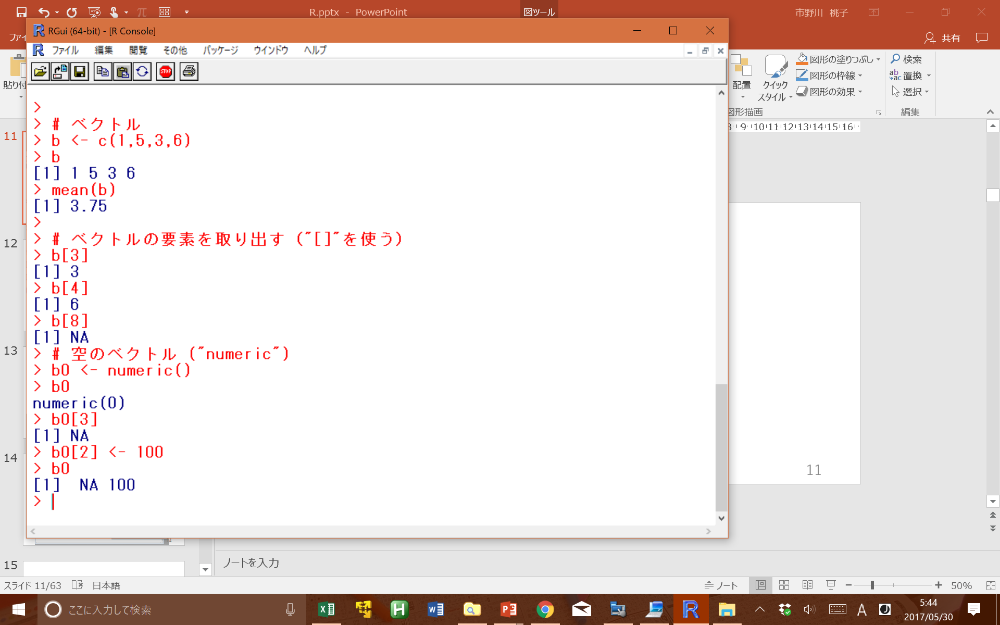 R.pptx - PowerPoint
図ツール
市野川 桃子
ファイ
共有
RGui (64-bit) - [R Console]
ファイル 編集 閲覧 その他 パッケージ ウインドウ ヘルプ
STOP
貼り付
配置
クイック
スタイル
図形の塗りつぶし
図形の枠線
図形の効果
図形描画
検索
置換
選択
編集
8 9 10 11 12 13 14 15 16
>
> # ベクトル
> b <- c(1,5,3,6)
> b
[1] 1 5 3 6
> mean(b)
[1] 3.75
>
> # ベクトルの要素を取り出す ("[]"を使う)
> b[3]
[1] 3
> b[4]
[1] 6
> b[8]
[1] NA
> # 空のベクトル ("numeric")
> b0 <- numeric()
> b0
numeric(0)
> b0[3]
[1] NA
> b0[2] <- 100
> b0
[1]  NA 100
>
11
12
13
14
15
11
ノートを入力
スライド 11/63 日本語
ノート
50%
ここに入力して検索
A
5:44
2017/05/30